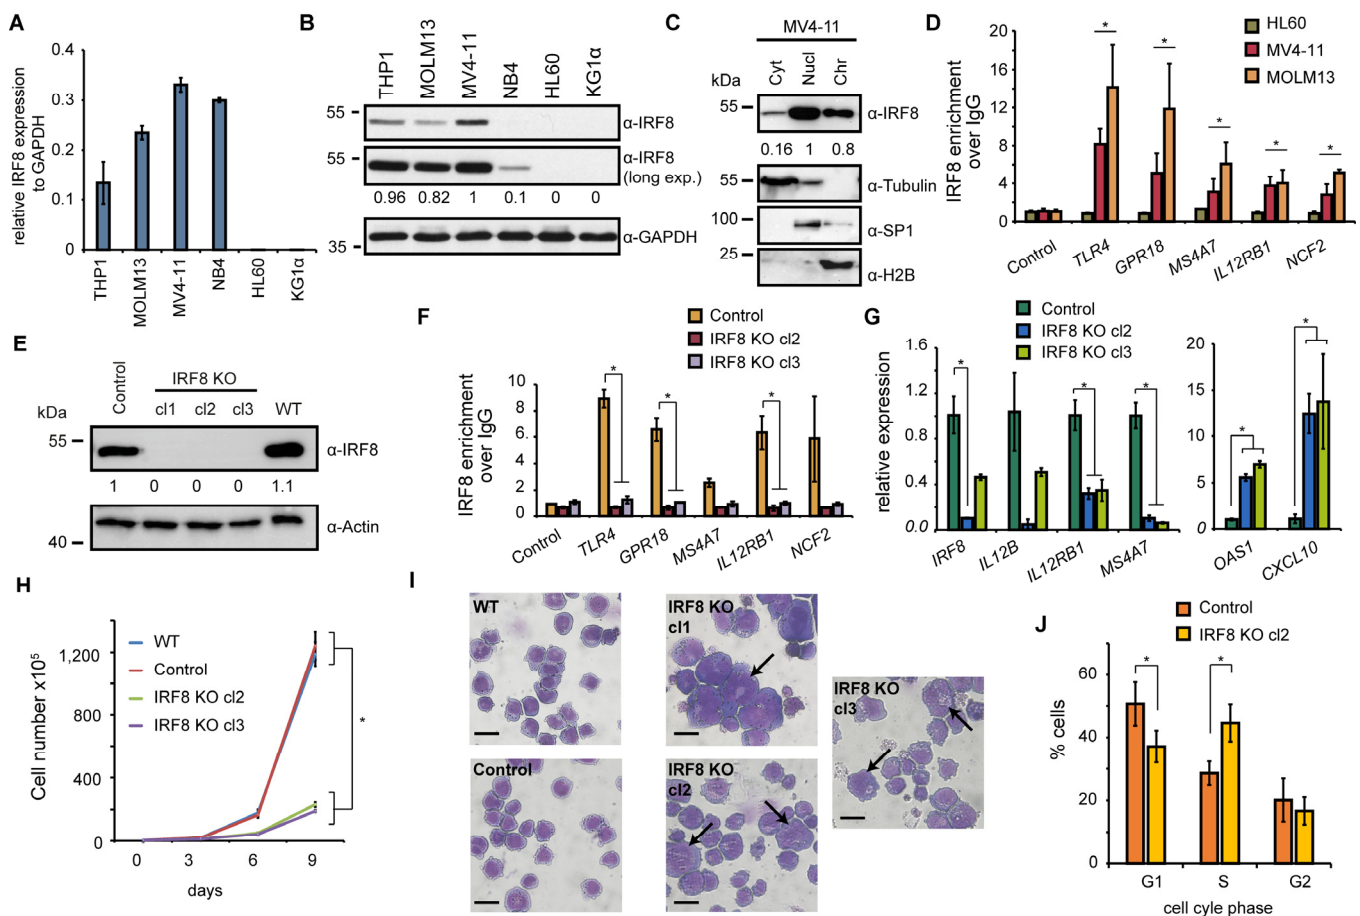 A
relative IRF8 expression
to GAPDH
0.4
0.3
0.2
0.1
0
THP1
MOLM13
MV4-11
NB4
HL60
KG1α
B
THP1
MOLM13
MV4-11
NB4
HL60
KG1α
55
α-IRF8
55
α-IRF8
(long exp.)
0.96 0.82 1 0.1 0 0
35
α-GAPDH
C
MV4-11
kDa
Cyt
Nucl
Chr
55
α-IRF8
0.16 1 0.8
55
α-Tubulin
100
α-SP1
25
α-H2B
D
HL60
MV4-11
MOLM13
IRF8 enrichment
over IgG
20
16
12
8
4
0
* * * * *
Control
TLR4
GPR18
MS4A7
IL12RB1
NCF2
E
kDa
Control
IRF8 KO
cl1 cl2 cl3
WT
55
α-IRF8
1 0 0 0 1.1
40
α-Actin
F
Control
IRF8 KO cl2
IRF8 KO cl3
IRF8 enrichment
over IgG
10
8
6
4
2
0
* * *
Control
TLR4
GPR18
MS4A7
IL12RB1
NCF2
G
Control
IRF8 KO cl2
IRF8 KO cl3
relative expression
1.6
1.2
0.8
0.4
0.0
* * *
IRF8
IL12B
IL12RB1
MS4A7
20
15
10
5
0
* *
OAS1
CXCL10
H
Cell number x10⁵
1,200
800
400
0
WT
Control
IRF8 KO cl2
IRF8 KO cl3
*
0 3 6 9
days
I
WT
IRF8 KO
cl1
IRF8 KO
cl3
Control
IRF8 KO
cl2
J
Control
IRF8 KO cl2
% cells
60
40
20
0
* *
G1 S G2
cell cyle phase